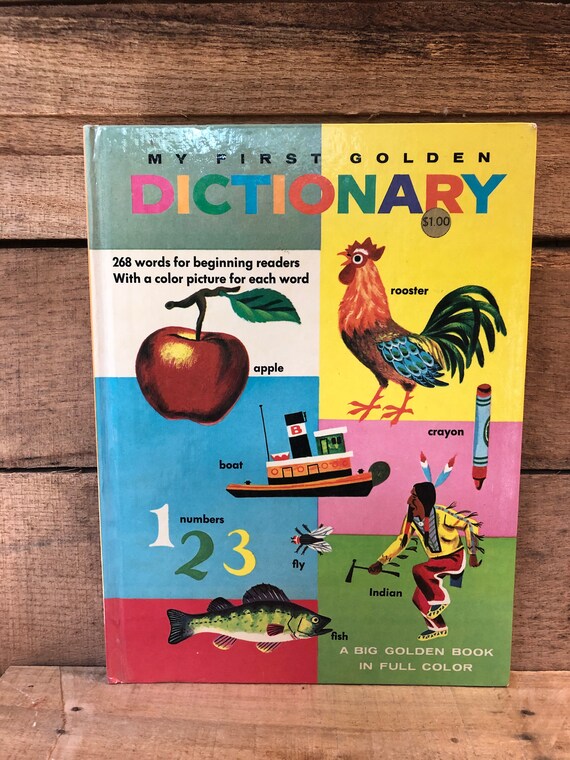 MY FIRST GOLDEN
DICTIONARY
$1.00
268 words for beginning readers
With a color picture for each word
rooster
apple
crayon
B
boat
numbers
1 2 3
fly
Indian
fish
A BIG GOLDEN BOOK
IN FULL COLOR